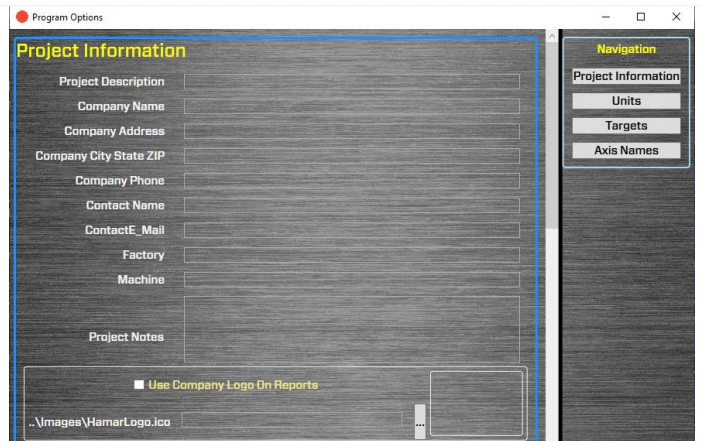 Program Options
Project Information
Project Description
Company Name
Company Address
Company City State ZIP
Company Phone
Contact Name
ContactE_Mail
Factory
Machine
Project Notes
Use Company Logo On Reports
..\Images\HamarLogo.ico
...
Navigation
Project Information
Units
Targets
Axis Names